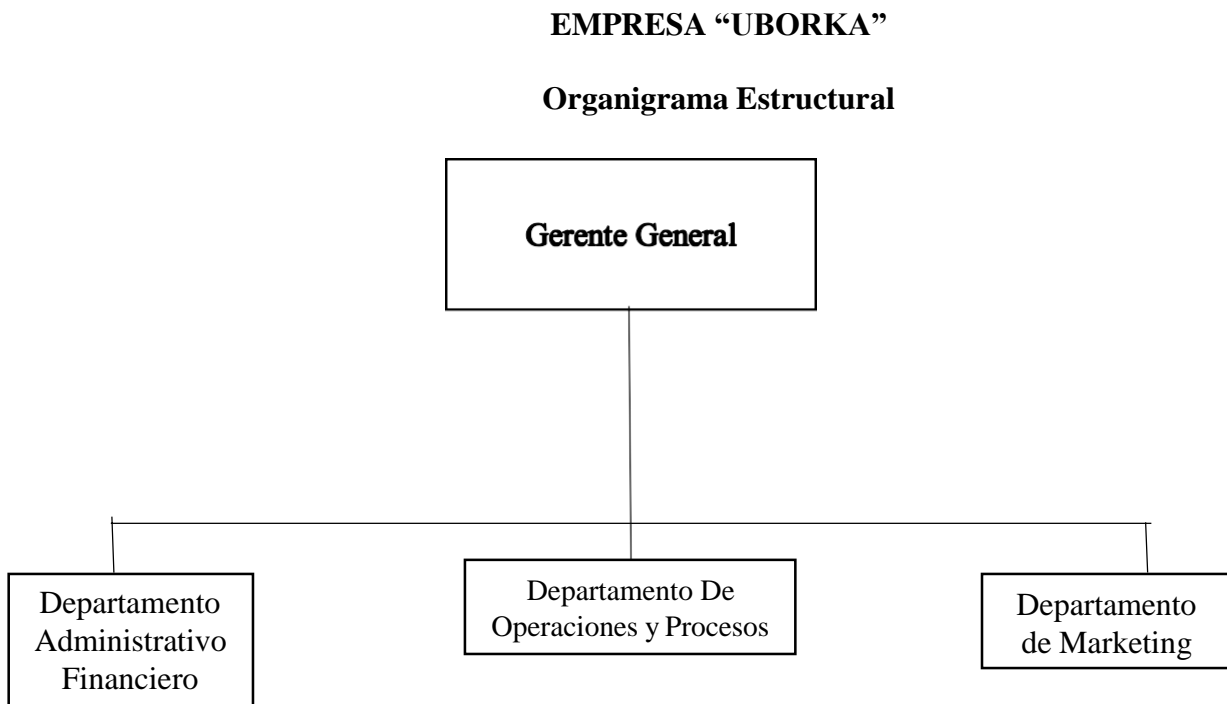 EMPRESA “UBORKA”
Organigrama Estructural
Gerente General
Departamento
Administrativo
Financiero
Departamento De
Operaciones y Procesos
Departamento
de Marketing